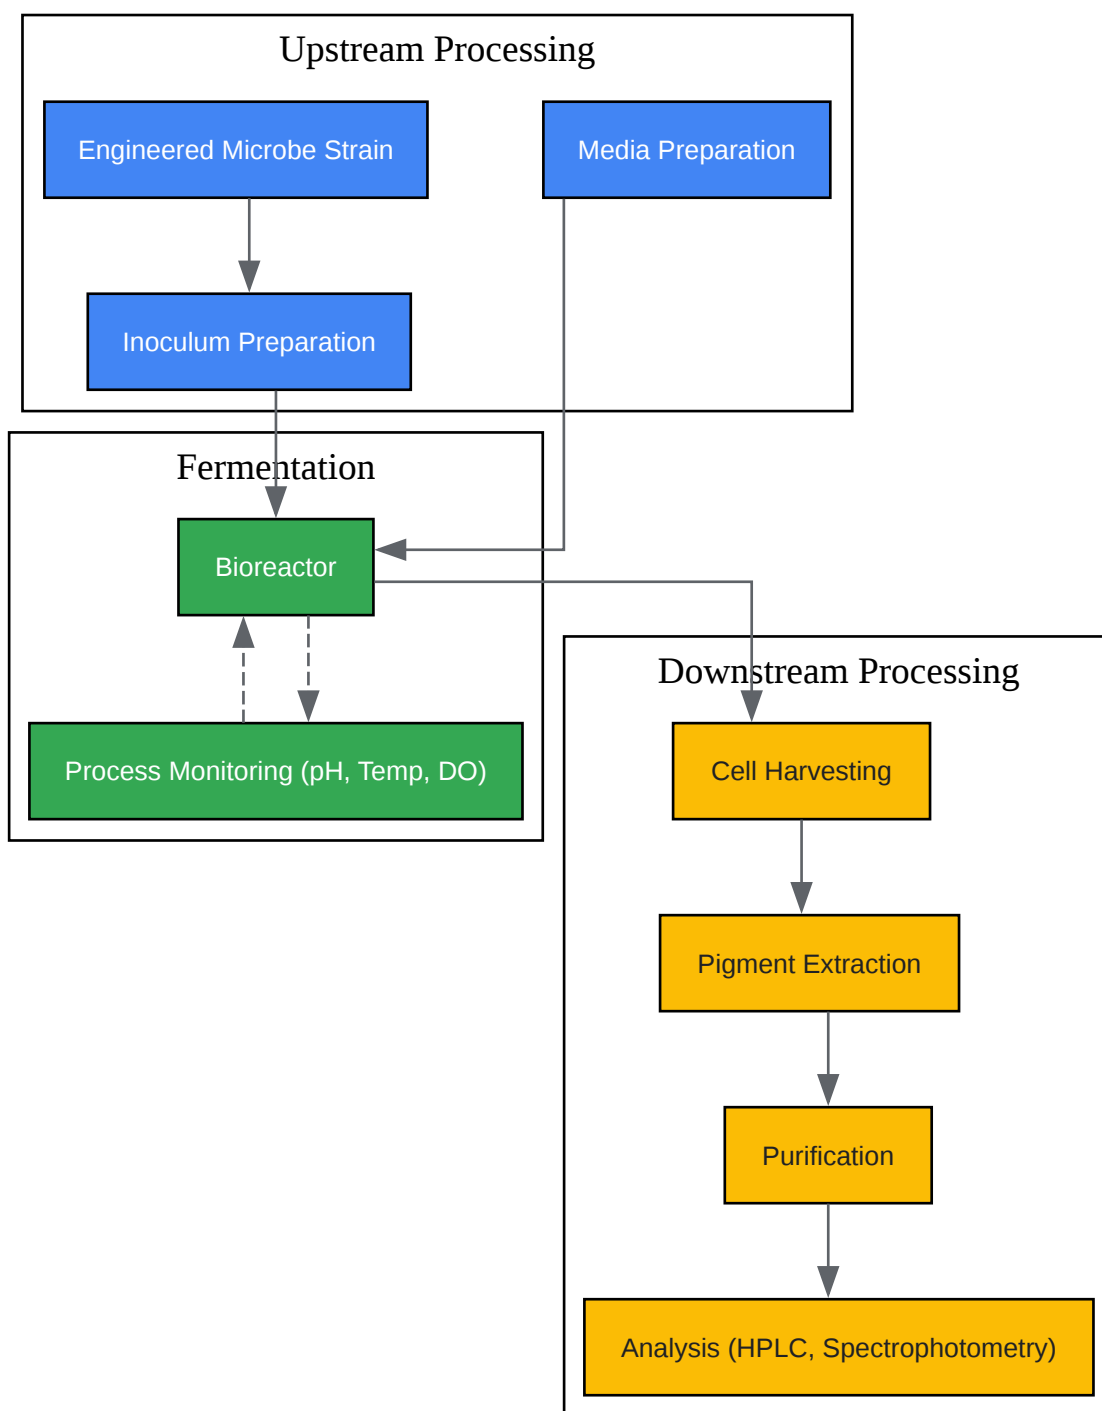 Upstream Processing
Engineered Microbe Strain
Media Preparation
Inoculum Preparation
Fermentation
Bioreactor
Process Monitoring (pH, Temp, DO)
Downstream Processing
Cell Harvesting
Pigment Extraction
Purification
Analysis (HPLC, Spectrophotometry)